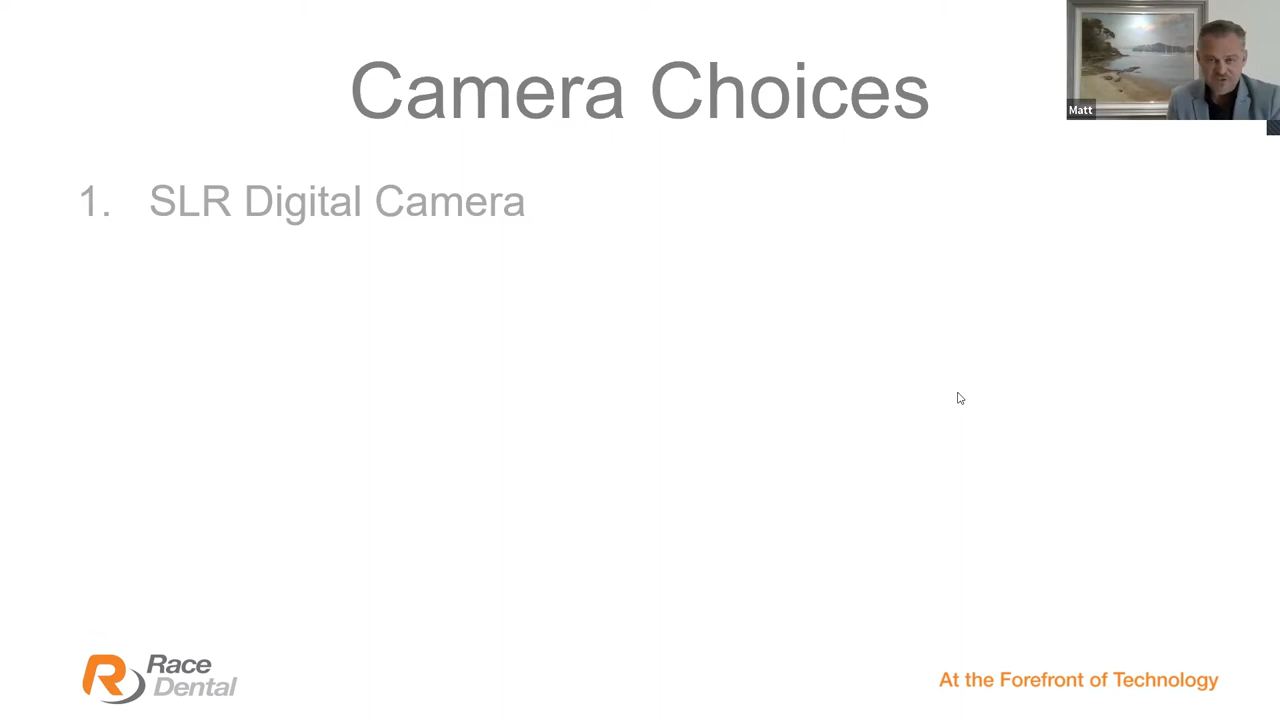 Camera Choices
Matt
1. SLR Digital Camera
Race
Dental
At the Forefront of Technology